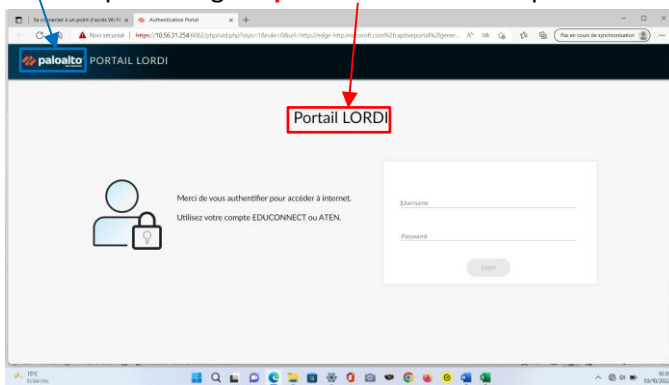 Se connecter à un point d'accès Wi-Fi
Authentication Portal
Non sécurisé
https://10.56.31.254:6082/php/uid.php?vsys=1&rule=0&url=http://edge-http.microsoft.com%2fcaptiveportal%2fgener...
Pas en cours de synchronisation
paloalto PORTAIL LORDI
Portail LORDI
Merci de vous authentifier pour accéder à internet.
Utilisez votre compte EDUCONNECT ou ATEN.
Username
Password
Login
15°C
Eclaircies